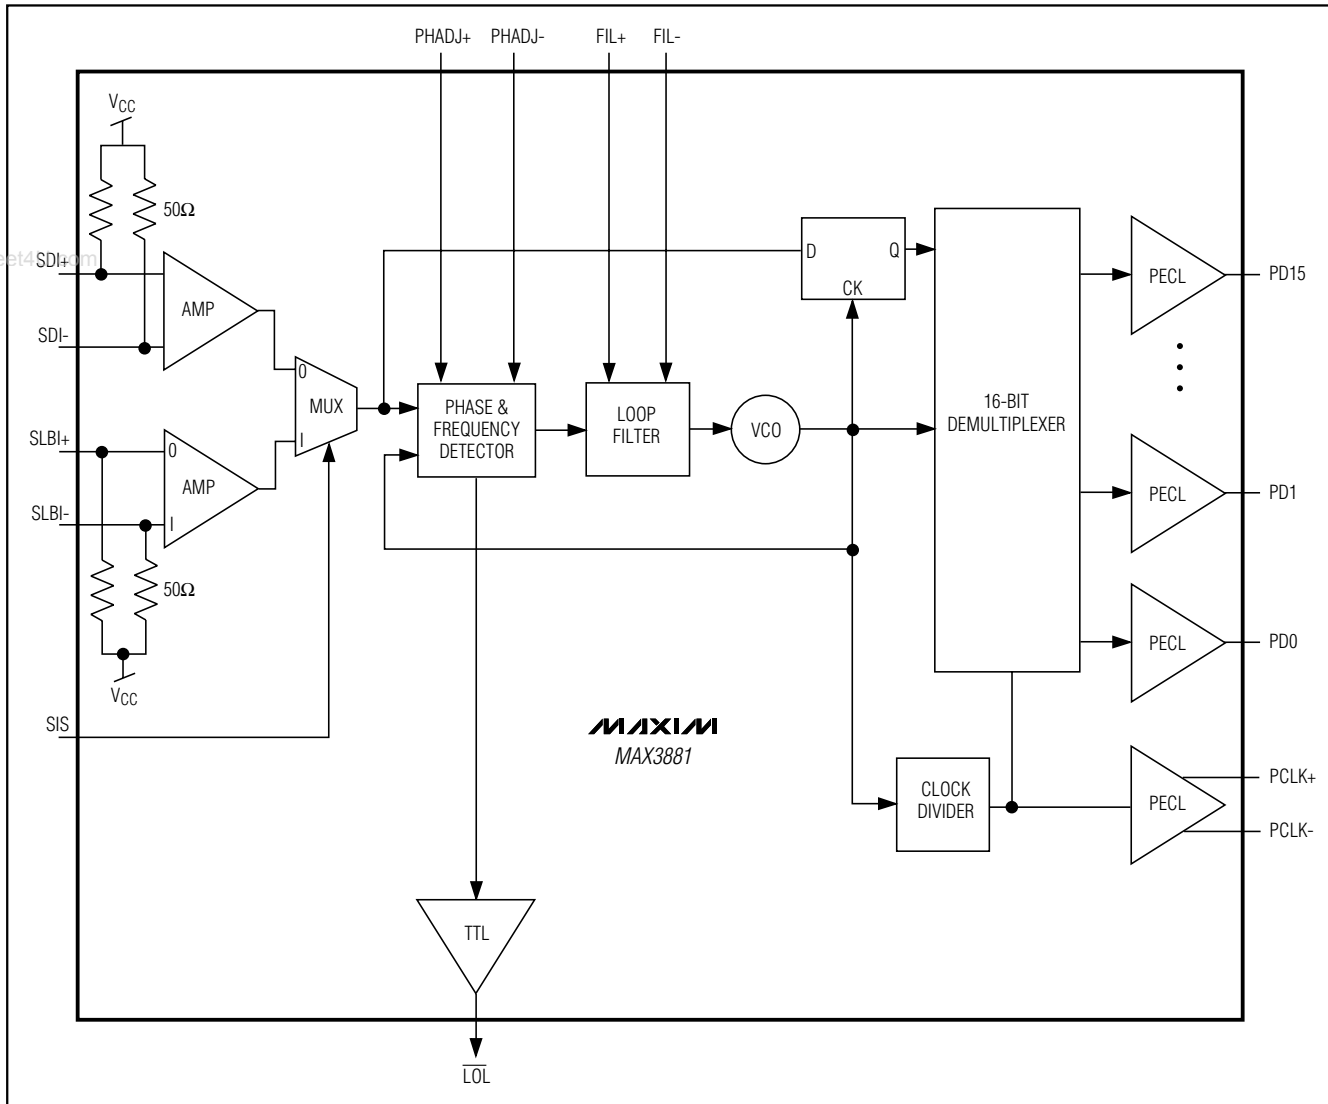 PHADJ+ PHADJ- FIL+ FIL-
VCC
50Ω
SDI+
AMP
SDI-
0
MUX
I
SLBI+
0
AMP
SLBI-
I
50Ω
VCC
SIS
PHASE &
FREQUENCY
DETECTOR
LOOP
FILTER
VCO
D Q
CK
16-BIT
DEMULTIPLEXER
PECL PD15
PECL PD1
PECL PD0
MAXIM
MAX3881
CLOCK
DIVIDER
PECL
PCLK+
PCLK-
TTL
LOL